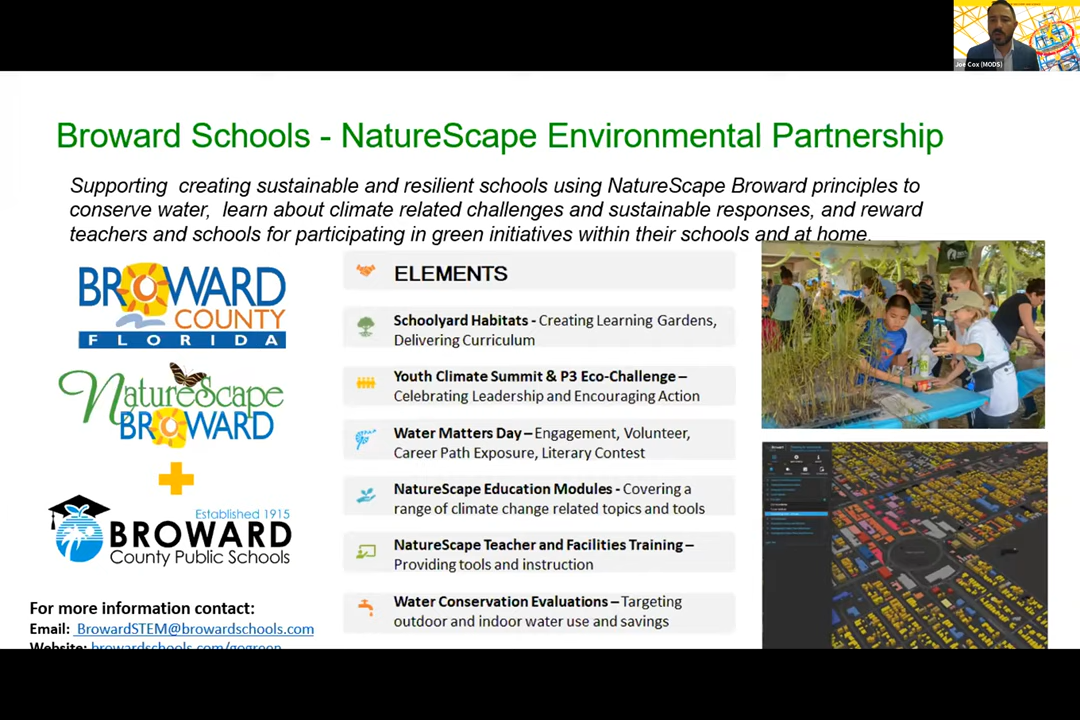 Joe Cox (MODS)
Broward Schools - NatureScape Environmental Partnership
Supporting creating sustainable and resilient schools using NatureScape Broward principles to
conserve water, learn about climate related challenges and sustainable responses, and reward
teachers and schools for participating in green initiatives within their schools and at home.
BROWARD
COUNTY
FLORIDA
NatureScape
BROWARD
Established 1915
BROWARD
County Public Schools
For more information contact:
Email: BrowardSTEM@browardschools.com
Website: browardschools.com/gogreen
ELEMENTS
Schoolyard Habitats - Creating Learning Gardens,
Delivering Curriculum
Youth Climate Summit & P3 Eco-Challenge –
Celebrating Leadership and Encouraging Action
Water Matters Day – Engagement, Volunteer,
Career Path Exposure, Literary Contest
NatureScape Education Modules - Covering a
range of climate change related topics and tools
NatureScape Teacher and Facilities Training –
Providing tools and instruction
Water Conservation Evaluations – Targeting
outdoor and indoor water use and savings